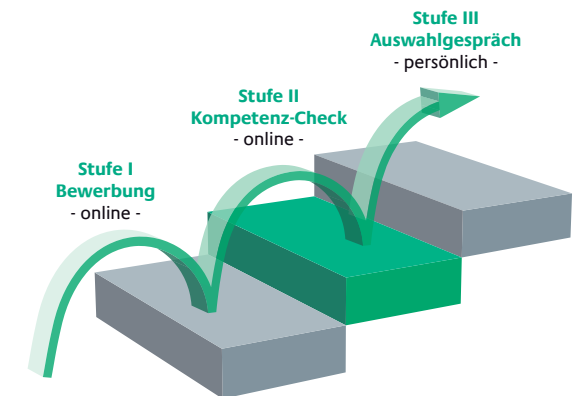 Stufe I
Bewerbung
- online -
Stufe II
Kompetenz-Check
- online -
Stufe III
Auswahlgespräch
- persönlich -